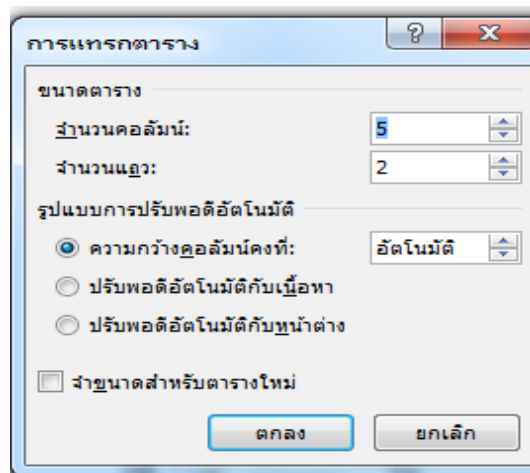 การแทรกตาราง
ขนาดตาราง
จำนวนคอลัมน์: 5
จำนวนแถว: 2
รูปแบบการปรับพอดีอัตโนมัติ
ความกว้างคอลัมน์คงที่: อัตโนมัติ
ปรับพอดีอัตโนมัติกับเนื้อหา
ปรับพอดีอัตโนมัติกับหน้าต่าง
จำขนาดสำหรับตารางใหม่
ตกลง ยกเลิก